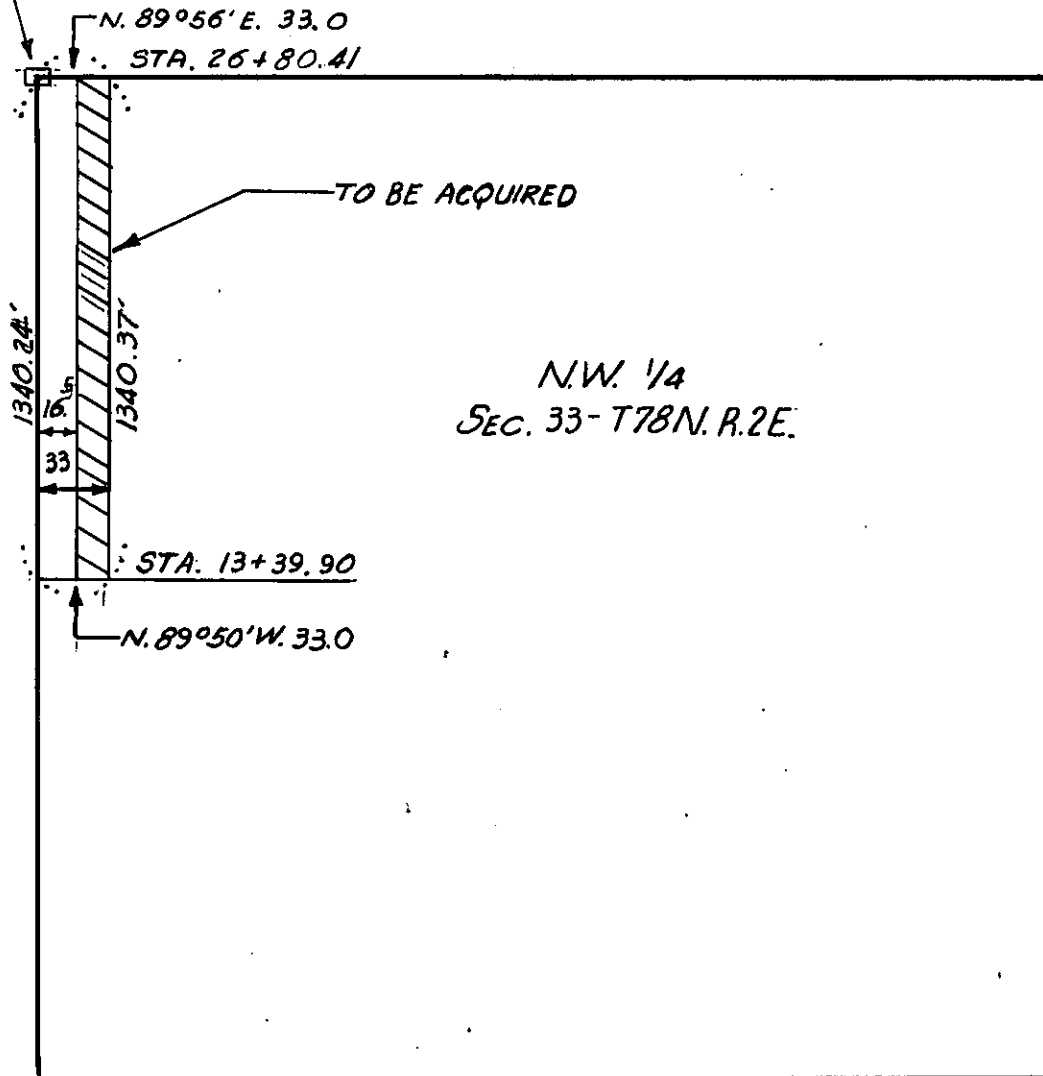 N. 89°56' E. 33.0
STA. 26+80.41
TO BE ACQUIRED
1340.24'
1340.37'
16.5
33
N.W. 1/4
SEC. 33-T78N. R.2E.
STA. 13+39.90
N. 89°50' W. 33.0